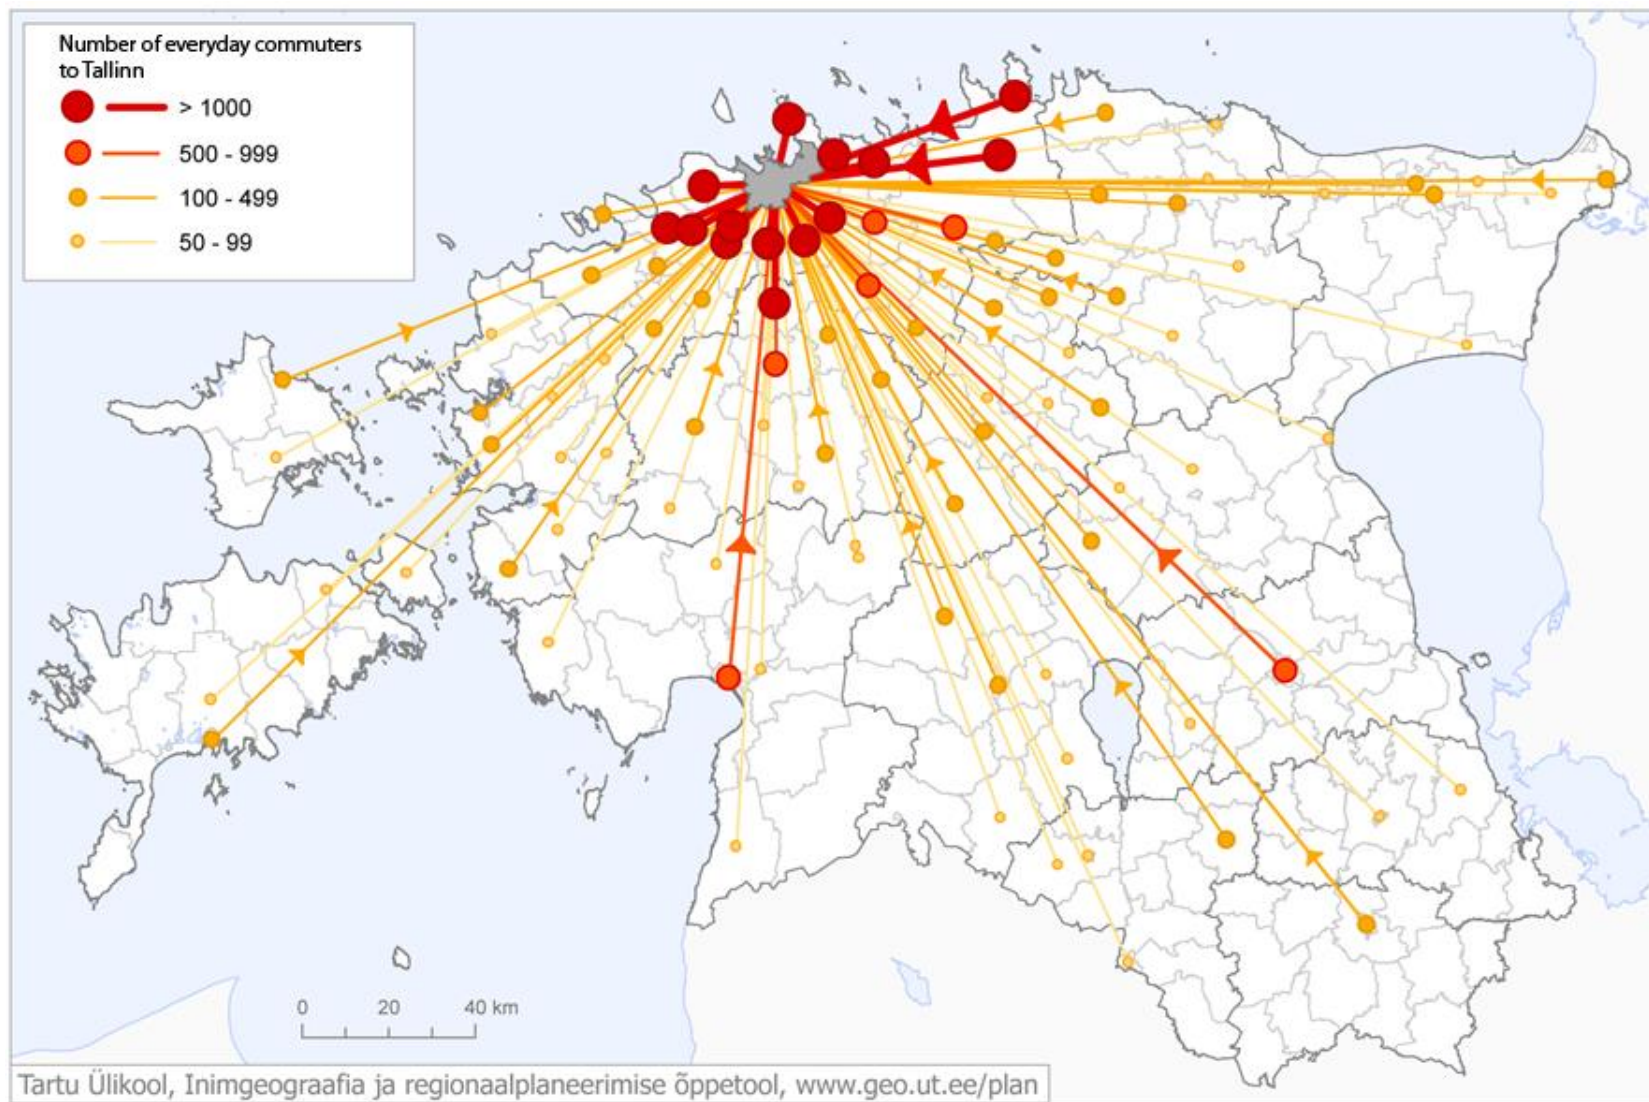 Number of everyday commuters
to Tallinn
> 1000
500 - 999
100 - 499
50 - 99
0 20 40 km
Tartu Ülikool, Inimgeograafia ja regionaalplaneerimise õppetool, www.geo.ut.ee/plan